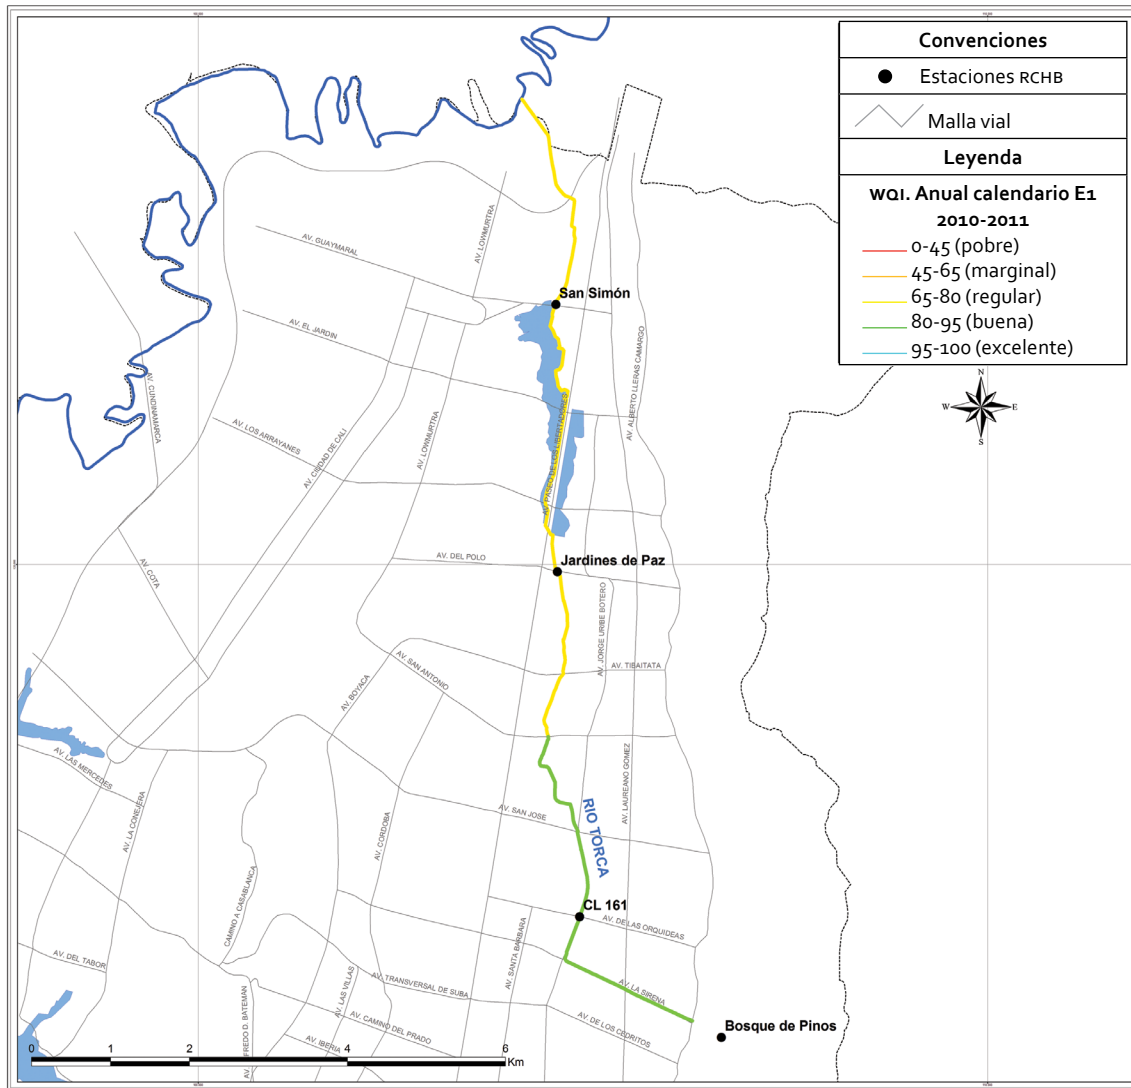 Convenciones
Estaciones RCHB
Malla vial
Leyenda
WQI. Anual calendario E1
2010-2011
0-45 (pobre)
45-65 (marginal)
65-80 (regular)
80-95 (buena)
95-100 (excelente)
N
W
E
S
AV. GUAYMARAL
AV. LOWMURTRA
San Simón
AV. EL JARDIN
AV. ALBERTO LLERAS CAMARGO
AV. CUNDINAMARCA
AV. LOS ARRAYANES
AV. CIUDAD DE CALI
AV. LOWMURTRA
AV. PASEO DE LOS LIBERTADORES
AV. DEL POLO
Jardines de Paz
AV. COTA
AV. JORGE URIBE BOTERO
AV. SAN ANTONIO
AV. TIBAITATA
AV. BOYACA
AV. LAS MERCEDES
AV. LA CONEJERA
AV. CORDOBA
AV. SAN JOSE
AV. LAUREANO GOMEZ
RIO TORCA
CL 161
AV. DE LAS ORQUIDEAS
CAMINO A CASABLANCA
AV. SANTA BARBARA
AV. DEL TABOR
AV. TRANSVERSAL DE SUBA
AV. LAS VILLAS
AV. LA SIRENA
AV. CAMINO DEL PRADO
AV. DE LOS CEDRITOS
Bosque de Pinos
AV. IBERIA
FREDO D. BATEMAN
0 1 2 4 6
Km